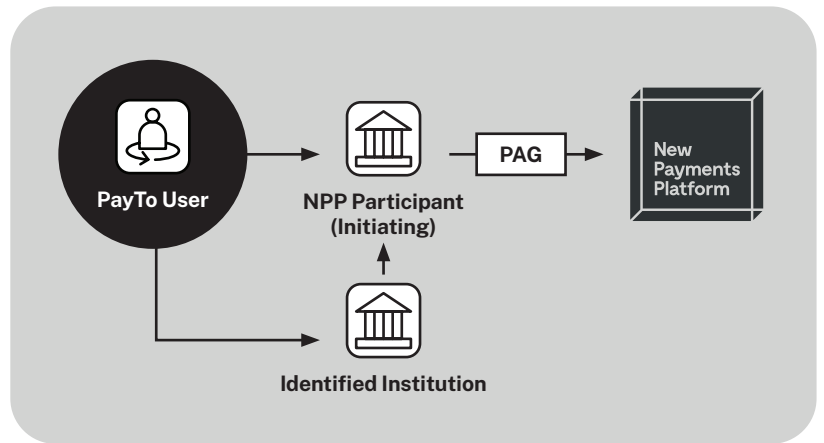 PayTo User
NPP Participant
(Initiating)
PAG
New
Payments
Platform
Identified Institution